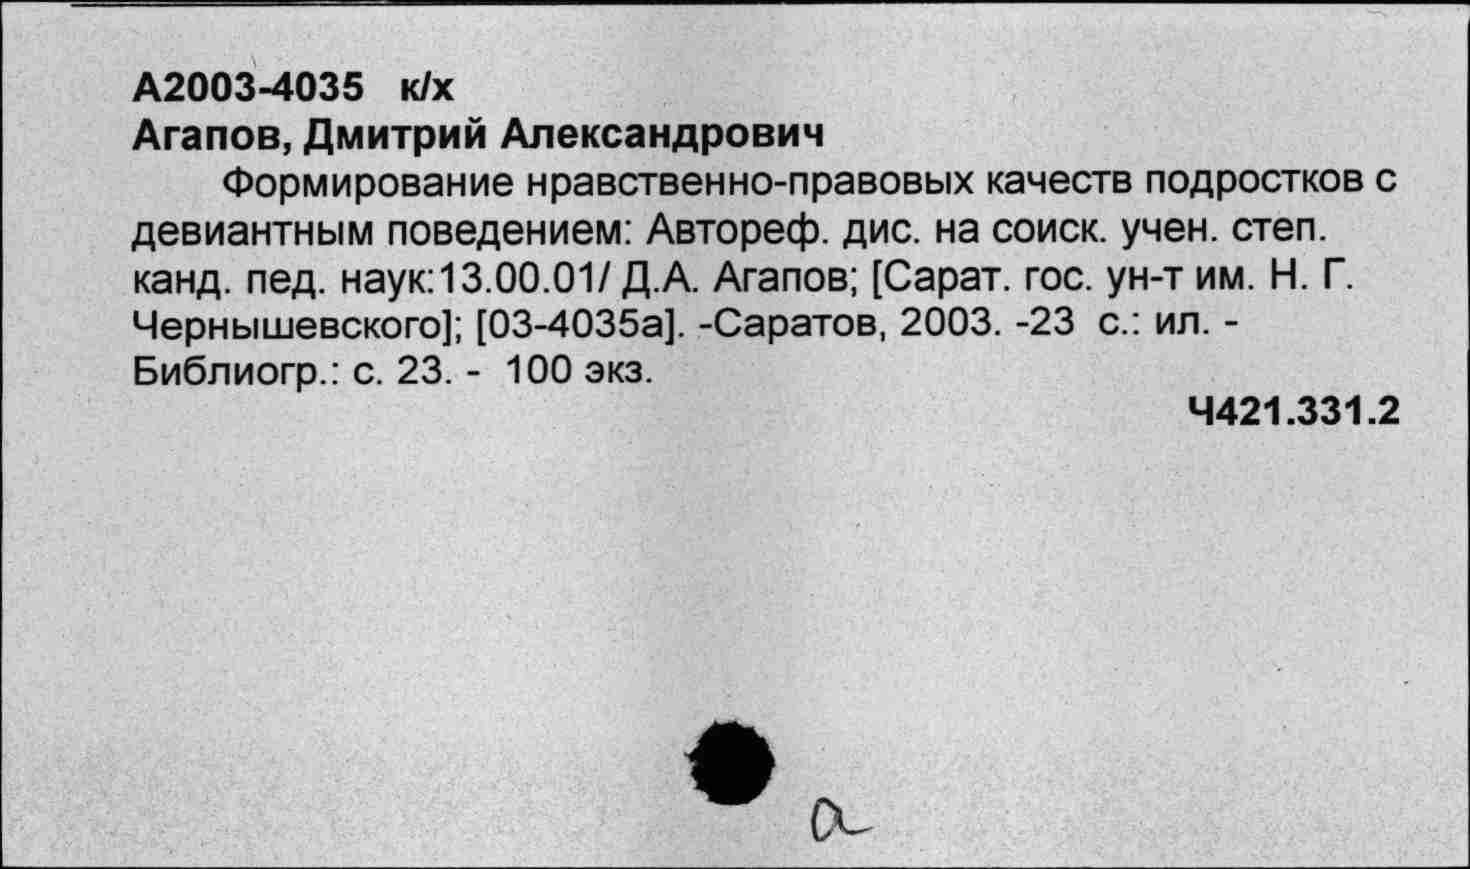 А2003-4035 к/х
Агапов, Дмитрий Александрович
Формирование нравственно-правовых качеств подростков с
девиантным поведением: Автореф. дис. на соиск. учен. степ.
канд. пед. наук:13.00.01/ Д.А. Агапов; [Сарат. гос. ун-т им. Н. Г.
Чернышевского]; [03-4035а]. -Саратов, 2003. -23 с.: ил. -
Библиогр.: с. 23. - 100 экз.
Ч421.331.2
а